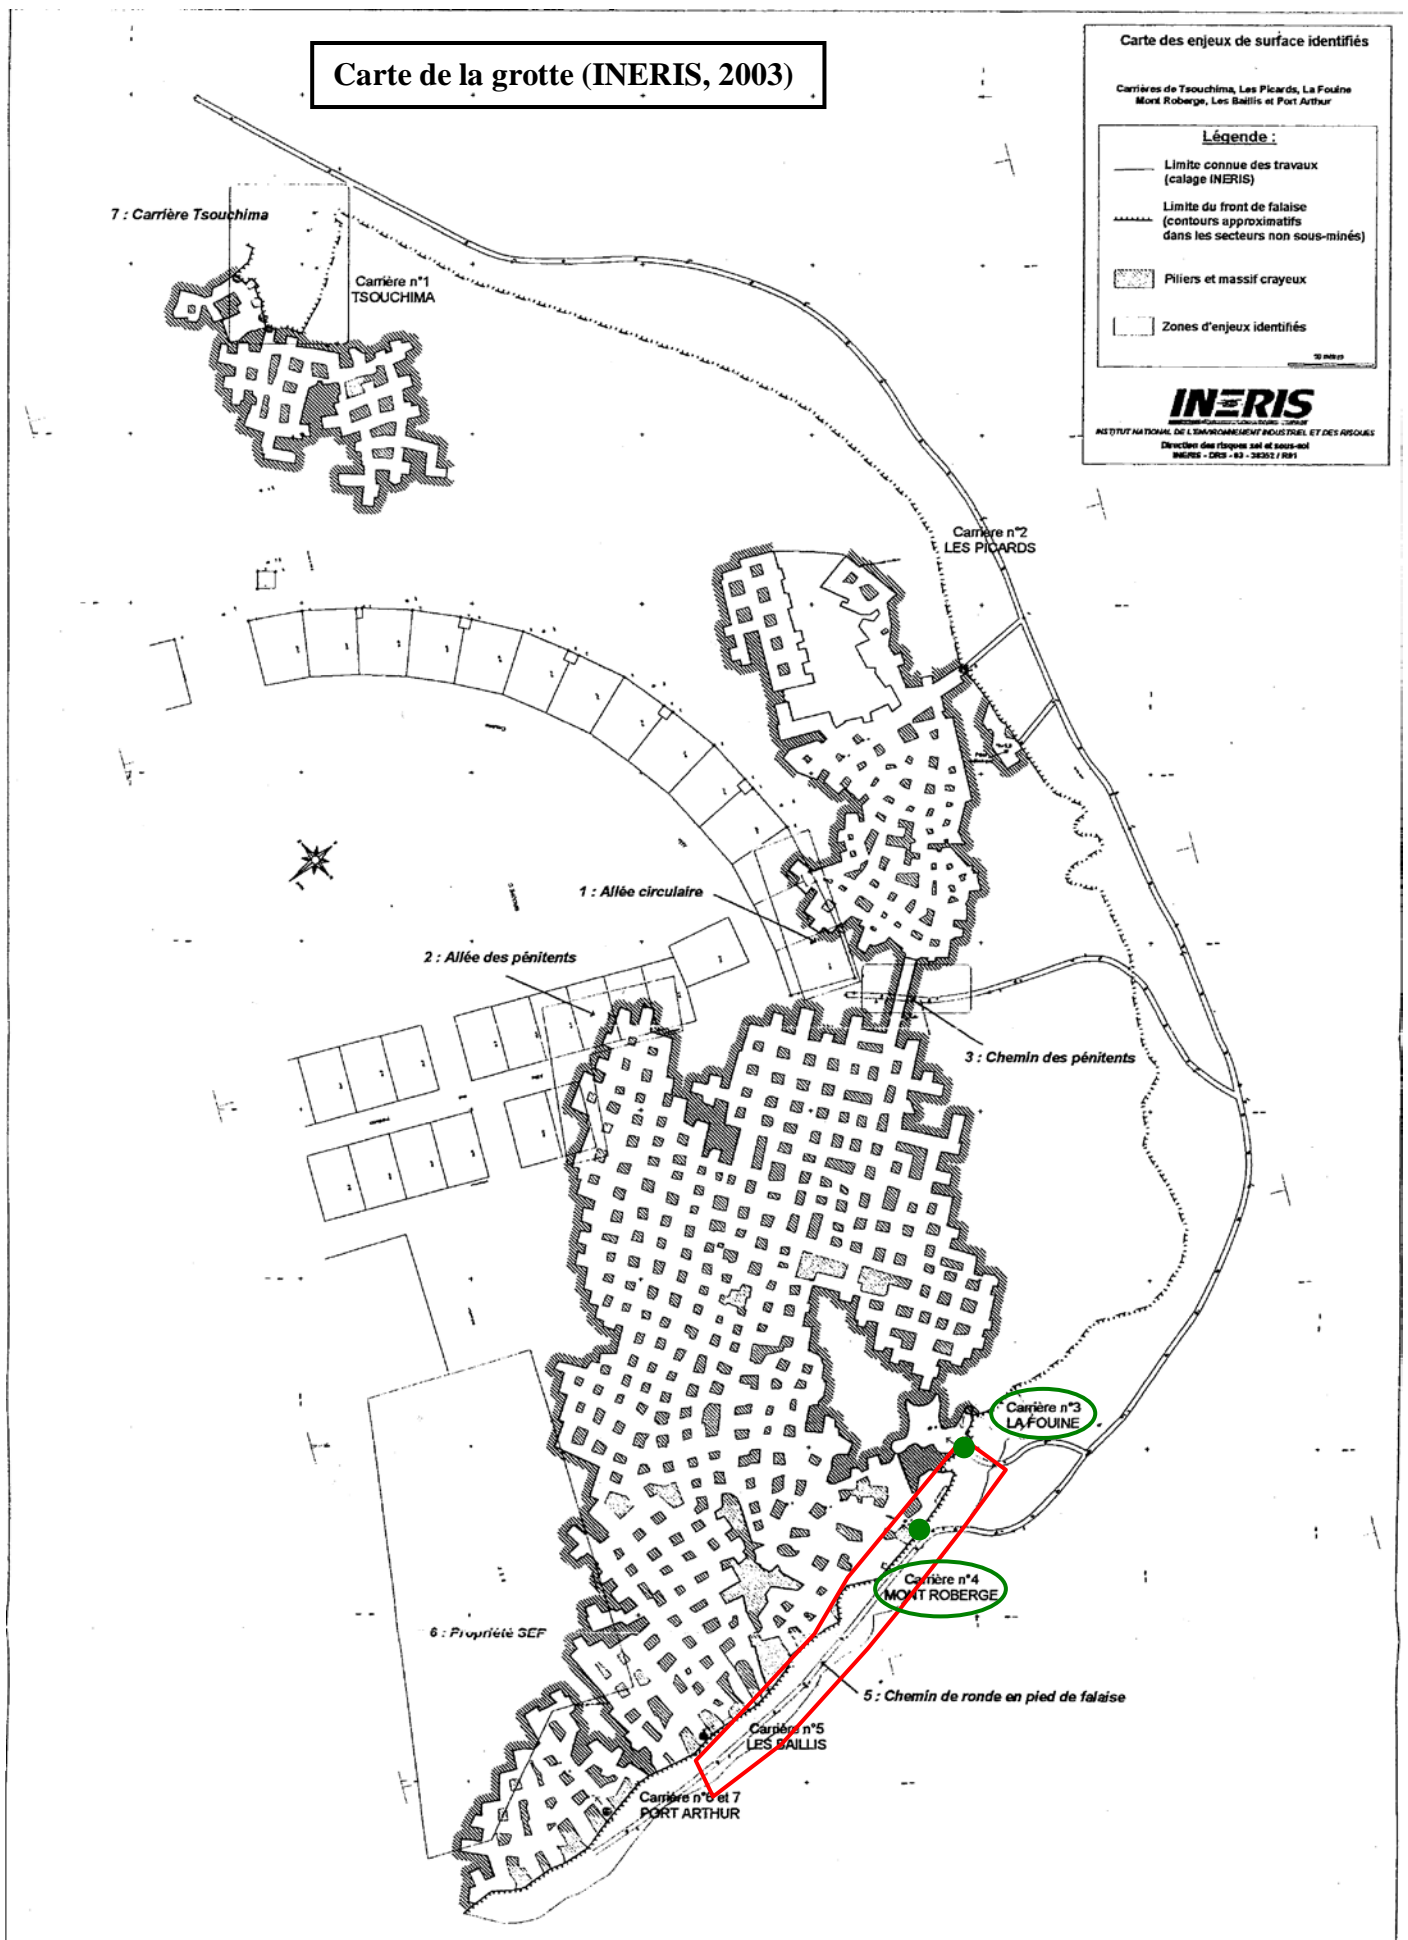 Carte de la grotte (INERIS, 2003)
Carte des enjeux de surface identifiés
Carrières de Tsouchima, Les Picards, La Fouine
Mont Roberge, Les Baillis et Port Arthur
Légende :
Limite connue des travaux
(calage INERIS)
Limite du front de falaise
(contours approximatifs
dans les secteurs non sous-minés)
Piliers et massif crayeux
Zones d'enjeux identifiés
INERIS
INSTITUT NATIONAL DE L'ENVIRONNEMENT INDUSTRIEL ET DES RISQUES
Direction des risques sol et sous-sol
7 : Carrière Tsouchima
Carrière n°1
TSOUCHIMA
Carrière n°2
LES PICARDS
1 : Allée circulaire
2 : Allée des pénitents
3 : Chemin des pénitents
Carrière n°3
LA FOUINE
Carrière n°4
MONT ROBERGE
6 : Propriété SEF
5 : Chemin de ronde en pied de falaise
Carrière n°5
LES BAILLIS
Carrière n°6 et 7
PORT ARTHUR